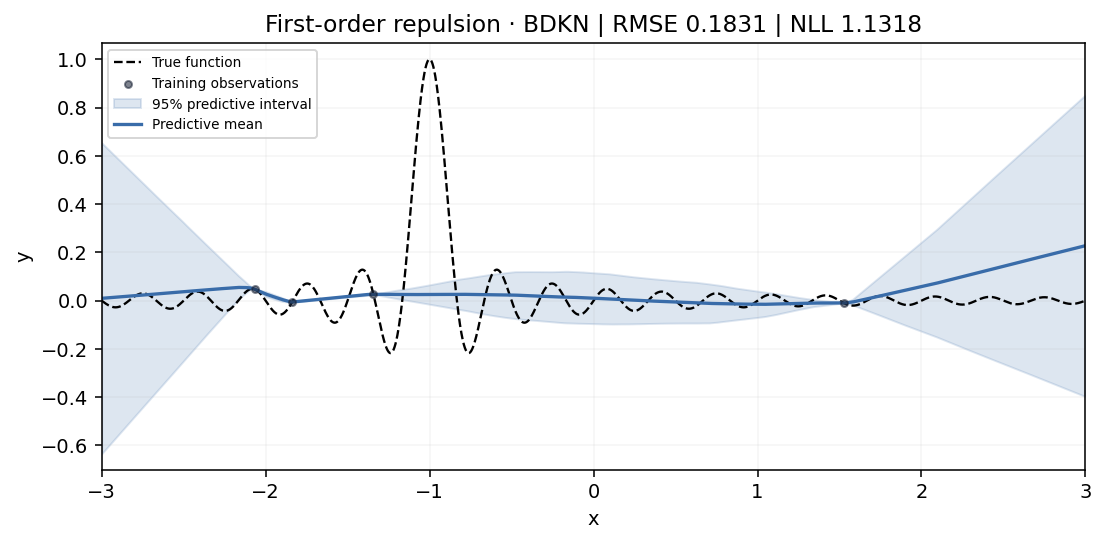 First-order repulsion · BDKN | RMSE 0.1831 | NLL 1.1318
True function
Training observations
95% predictive interval
Predictive mean
1.0
0.8
0.6
0.4
0.2
0.0
−0.2
−0.4
−0.6
y
−3
−2
−1
0
1
2
3
x